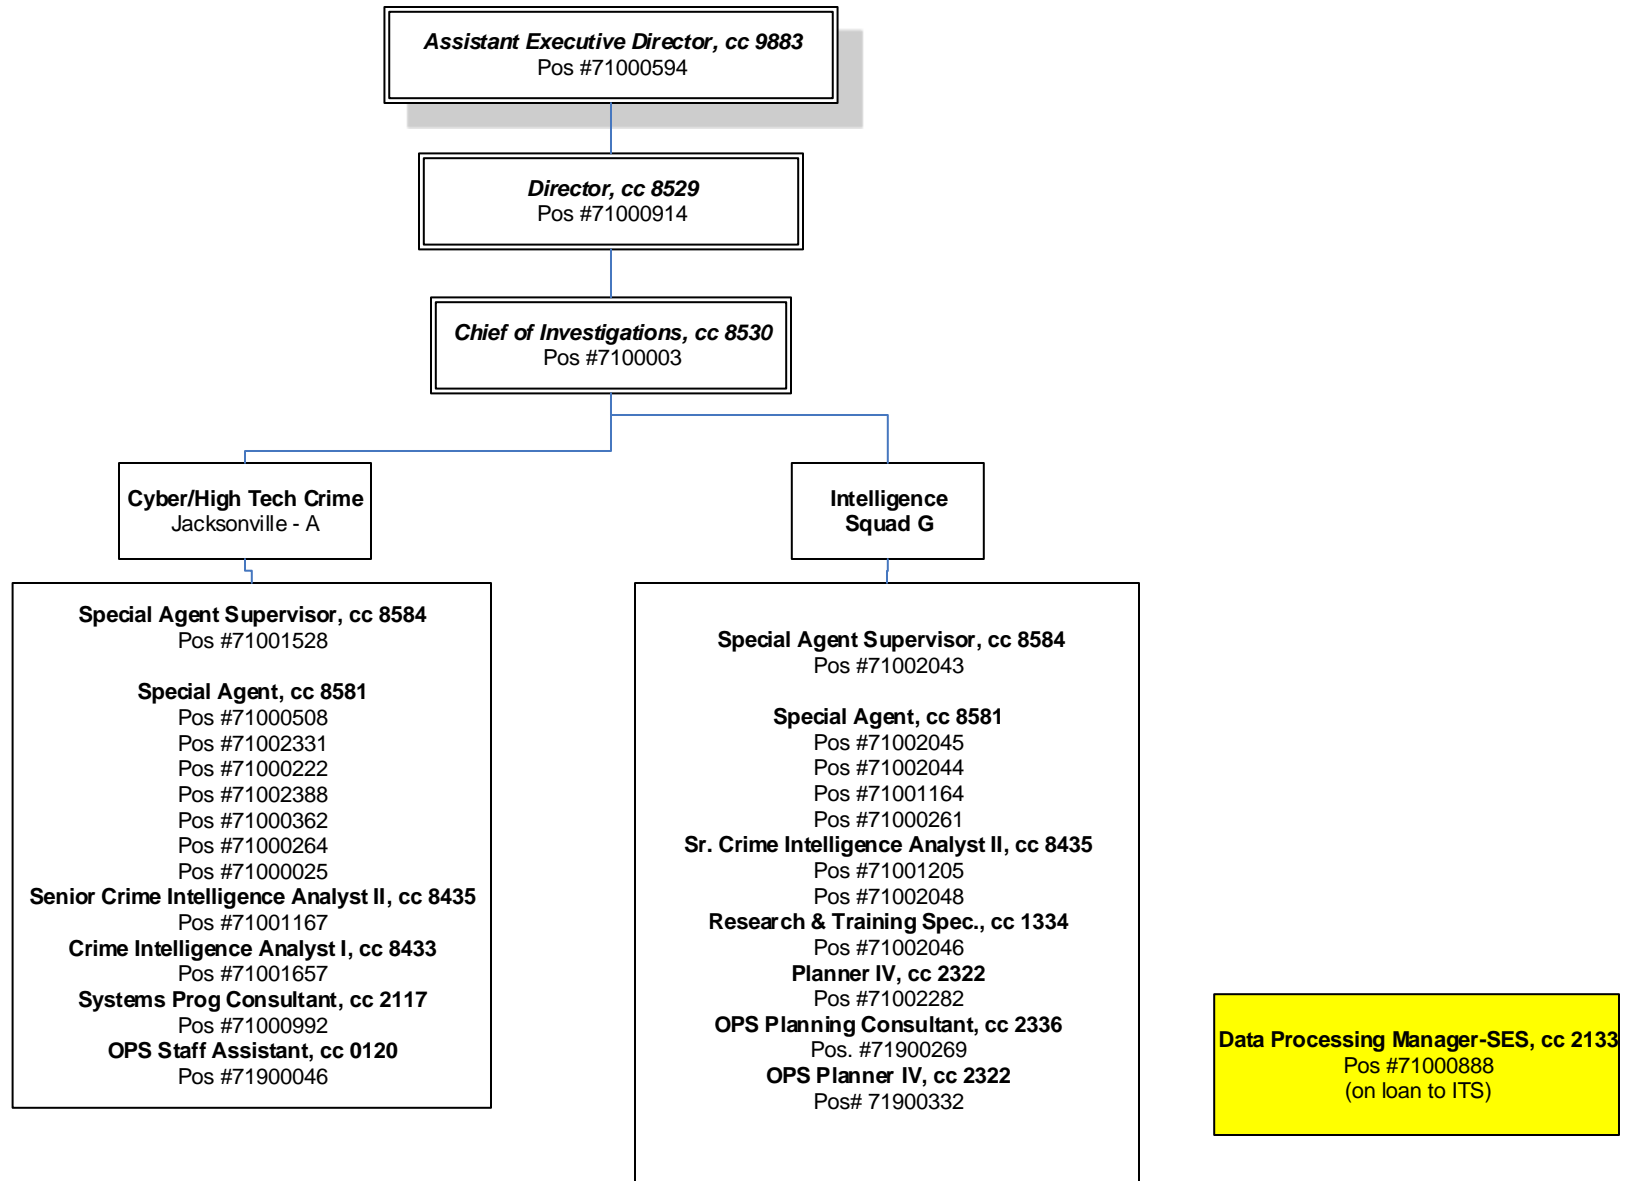 Assistant Executive Director, cc 9883
Pos #71000594
Director, cc 8529
Pos #71000914
Chief of Investigations, cc 8530
Pos #7100003
Cyber/High Tech Crime
Jacksonville - A
Intelligence
Squad G
Special Agent Supervisor, cc 8584
Pos #71001528
Special Agent, cc 8581
Pos #71000508
Pos #71002331
Pos #71000222
Pos #71002388
Pos #71000362
Pos #71000264
Pos #71000025
Senior Crime Intelligence Analyst II, cc 8435
Pos #71001167
Crime Intelligence Analyst I, cc 8433
Pos #71001657
Systems Prog Consultant, cc 2117
Pos #71000992
OPS Staff Assistant, cc 0120
Pos #71900046
Special Agent Supervisor, cc 8584
Pos #71002043
Special Agent, cc 8581
Pos #71002045
Pos #71002044
Pos #71001164
Pos #71000261
Sr. Crime Intelligence Analyst II, cc 8435
Pos #71001205
Pos #71002048
Research & Training Spec., cc 1334
Pos #71002046
Planner IV, cc 2322
Pos #71002282
OPS Planning Consultant, cc 2336
Pos. #71900269
OPS Planner IV, cc 2322
Pos# 71900332
Data Processing Manager-SES, cc 2133
Pos #71000888
(on loan to ITS)